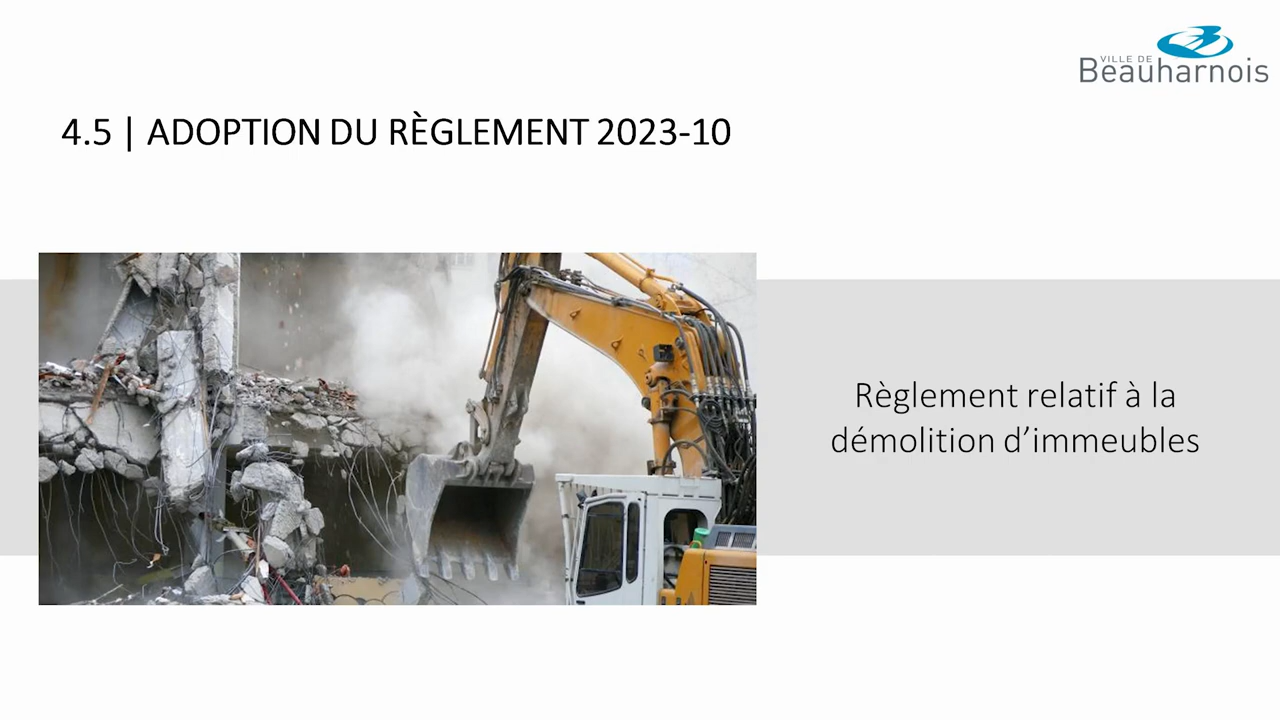 VILLE DE
Beauharnois
4.5 | ADOPTION DU RÈGLEMENT 2023-10
Règlement relatif à la
démolition d’immeubles